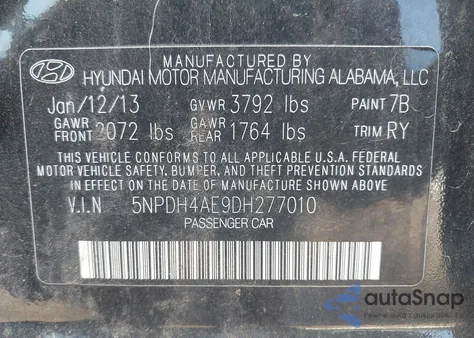 MANUFACTURED BY
HYUNDAI MOTOR MANUFACTURING ALABAMA, LLC
Jan/12/13 GVWR 3792 lbs PAINT 7B
GAWR FRONT 2072 lbs GAWR REAR 1764 lbs TRIM RY
THIS VEHICLE CONFORMS TO ALL APPLICABLE U.S.A. FEDERAL
MOTOR VEHICLE SAFETY, BUMPER, AND THEFT PREVENTION STANDARDS
IN EFFECT ON THE DATE OF MANUFACTURE SHOWN ABOVE.
V.I.N 5NPDH4AE9DH277010
PASSENGER CAR
autoSnap